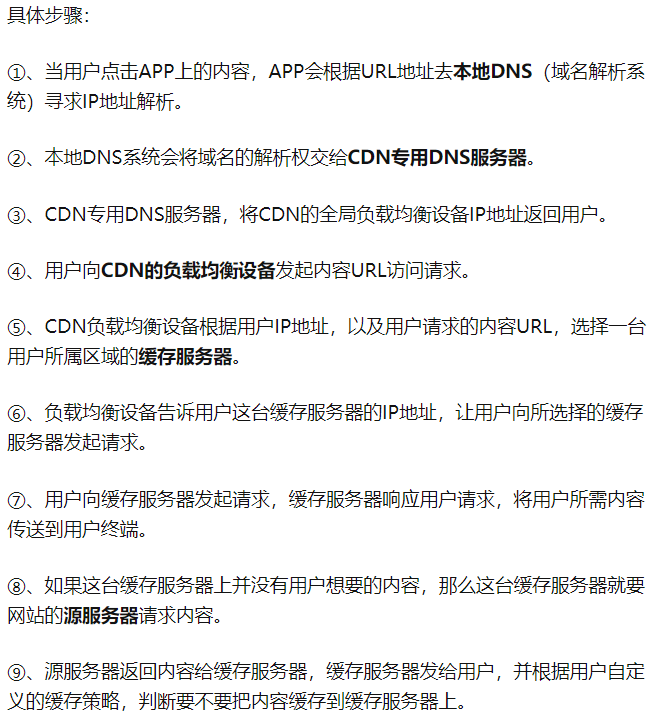 具体步骤：
①、当用户点击APP上的内容，APP会根据URL地址去本地DNS（域名解析系
统）寻求IP地址解析。
②、本地DNS系统会将域名的解析权交给CDN专用DNS服务器。
③、CDN专用DNS服务器，将CDN的全局负载均衡设备IP地址返回用户。
④、用户向CDN的负载均衡设备发起内容URL访问请求。
⑤、CDN负载均衡设备根据用户IP地址，以及用户请求的内容URL，选择一台
用户所属区域的缓存服务器。
⑥、负载均衡设备告诉用户这台缓存服务器的IP地址，让用户向所选择的缓存
服务器发起请求。
⑦、用户向缓存服务器发起请求，缓存服务器响应用户请求，将用户所需内容
传送到用户终端。
⑧、如果这台缓存服务器上并没有用户想要的内容，那么这台缓存服务器就要
网站的源服务器请求内容。
⑨、源服务器返回内容给缓存服务器，缓存服务器发给用户，并根据用户自定
义的缓存策略，判断要不要把内容缓存到缓存服务器上。